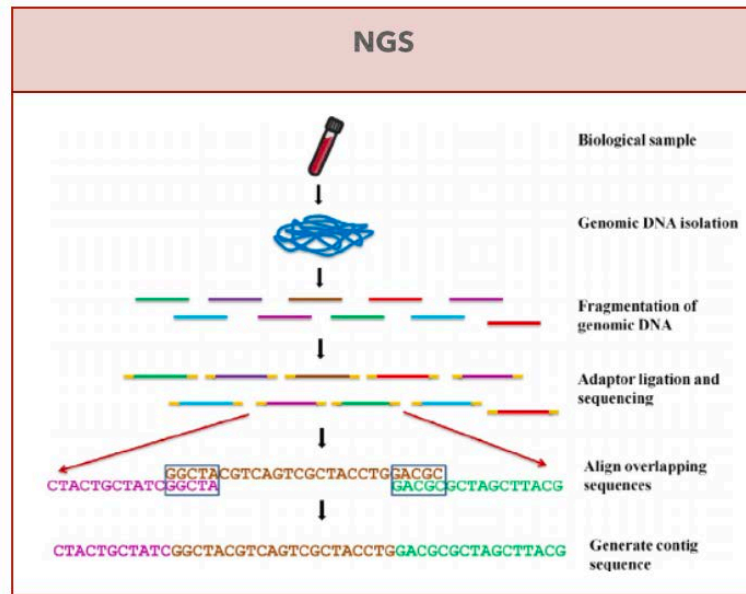 NGS
Biological sample
Genomic DNA isolation
Fragmentation of
genomic DNA
Adaptor ligation and
sequencing
GGCTACGTCAGTCGCTACCTGGACGC
CTACTGCTATCGGCTA GACGCGCTAGCTTACG
Align overlapping
sequences
CTACTGCTATCGGCTACGTCAGTCGCTACCTGGACGCGCTAGCTTACG
Generate contig
sequence